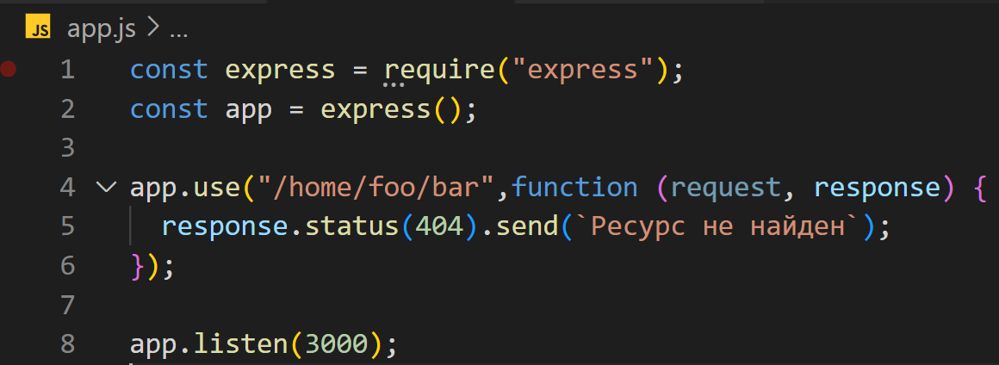 JS app.js > ...
1 const express = require("express");
2 const app = express();
3
4 app.use("/home/foo/bar",function (request, response) {
5 response.status(404).send(`Ресурс не найден`);
6 });
7
8 app.listen(3000);